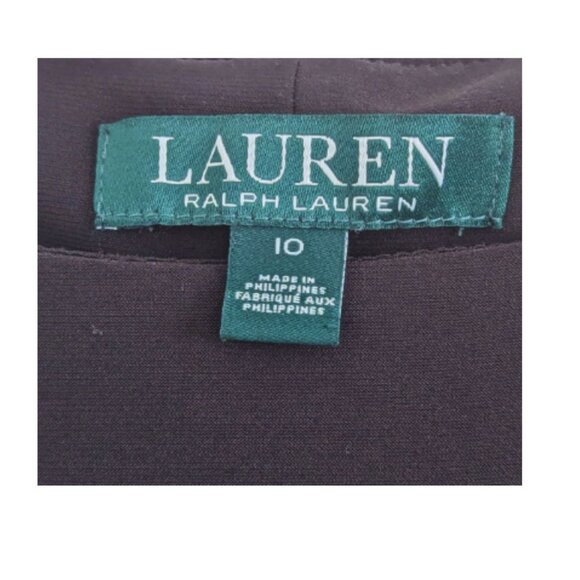 LAUREN
RALPH LAUREN
10
MADE IN
PHILIPPINES
FABRIQUÉ AUX
PHILIPPINES